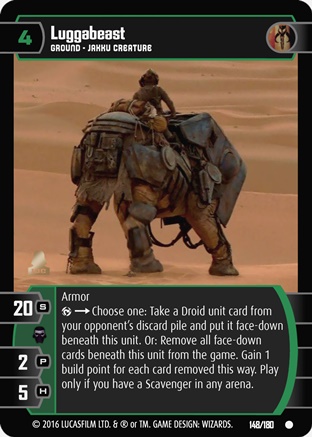 4
Luggabeast
GROUND - JAKKU CREATURE
20 S
2 P
5 H
Armor
→Choose one: Take a Droid unit card from
your opponent's discard pile and put it face-down
beneath this unit. Or: Remove all face-down
cards beneath this unit from the game. Gain 1
build point for each card removed this way. Play
only if you have a Scavenger in any arena.
© 2016 LUCASFILM LTD. & ® or TM. GAME DESIGN: WIZARDS.
148/180